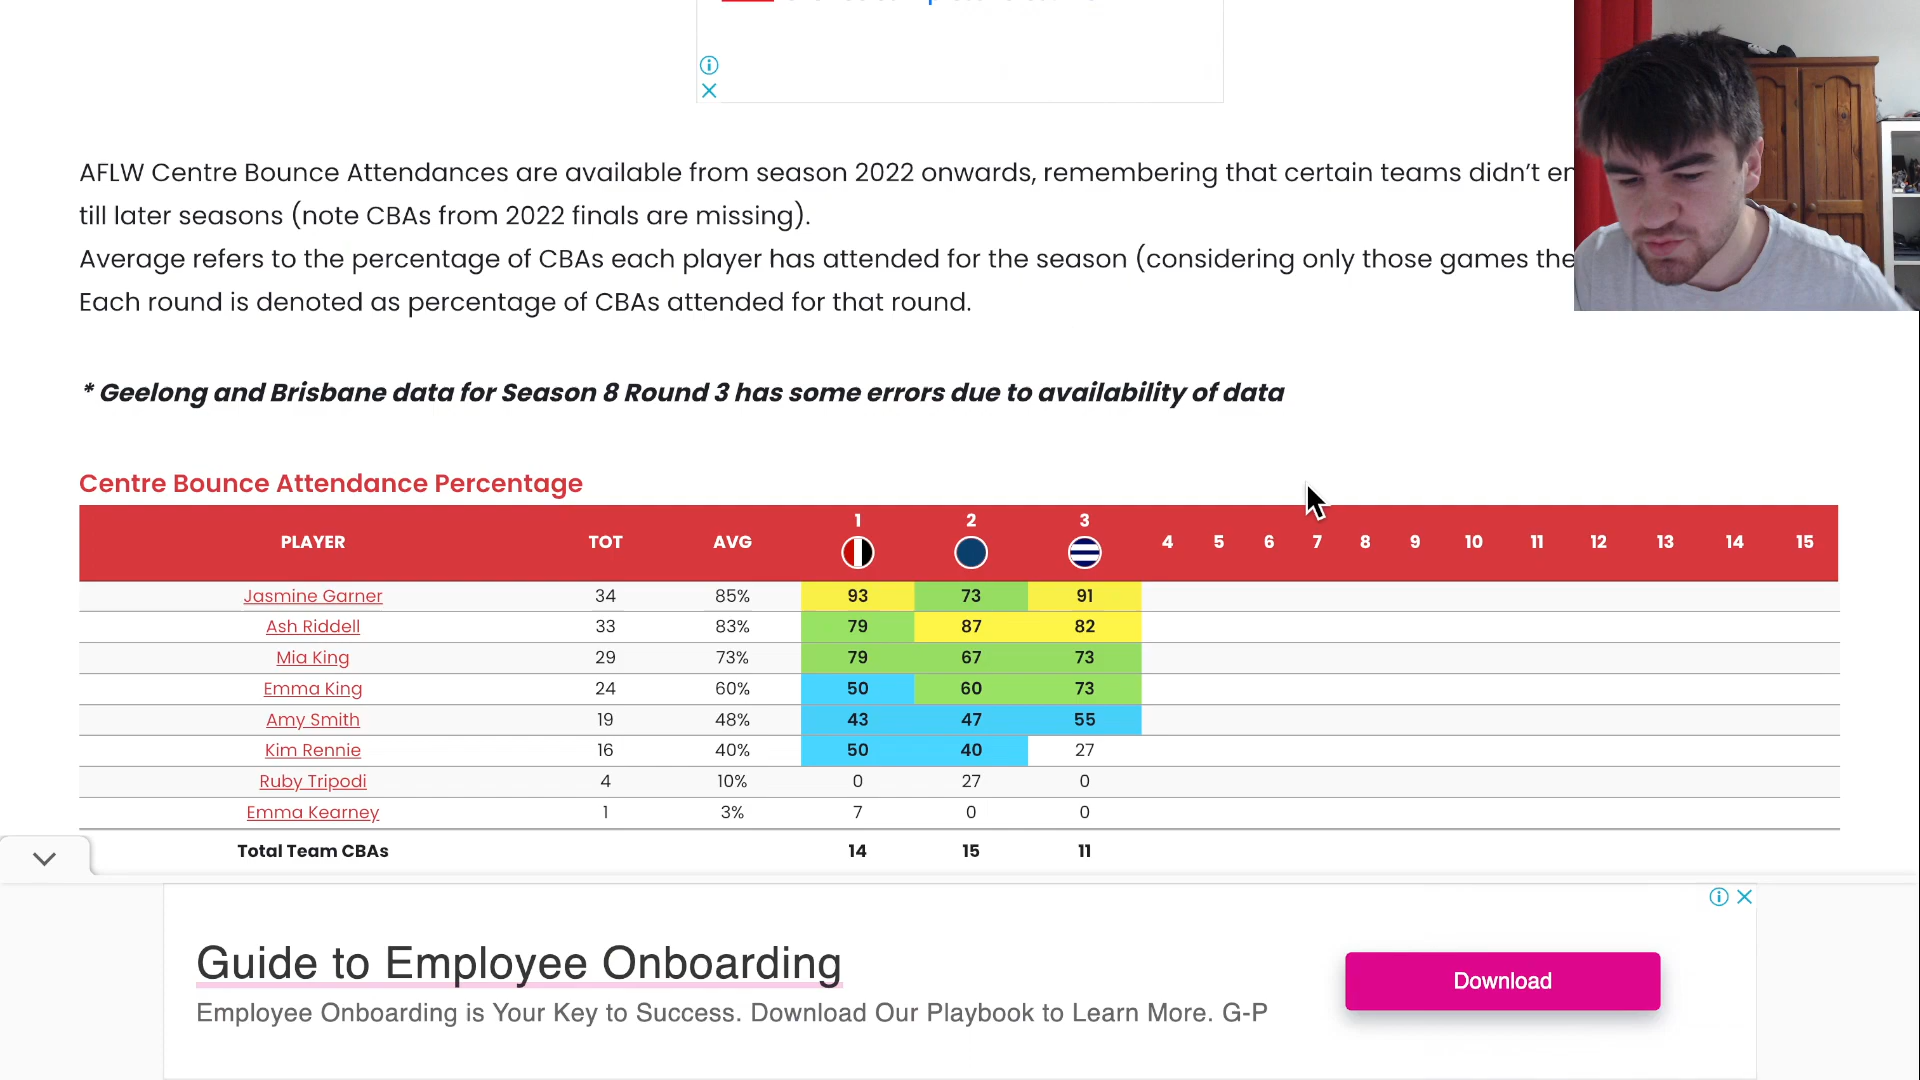 AFLW Centre Bounce Attendances are available from season 2022 onwards, remembering that certain teams didn't
till later seasons (note CBAs from 2022 finals are missing).
Average refers to the percentage of CBAs each player has attended for the season (considering only those games
Each round is denoted as percentage of CBAs attended for that round.
* Geelong and Brisbane data for Season 8 Round 3 has some errors due to availability of data
Centre Bounce Attendance Percentage
PLAYER TOT AVG 1 2 3 4 5 6 7 8 9 10 11 12 13 14 15
Jasmine Garner 34 85% 93 73 91
Ash Riddell 33 83% 79 87 82
Mia King 29 73% 79 67 73
Emma King 24 60% 50 60 73
Amy Smith 19 48% 43 47 55
Kim Rennie 16 40% 50 40 27
Ruby Tripodi 4 10% 0 27 0
Emma Kearney 1 3% 7 0 0
Total Team CBAs 14 15 11
Guide to Employee Onboarding
Employee Onboarding is Your Key to Success. Download Our Playbook to Learn More. G-P
Download